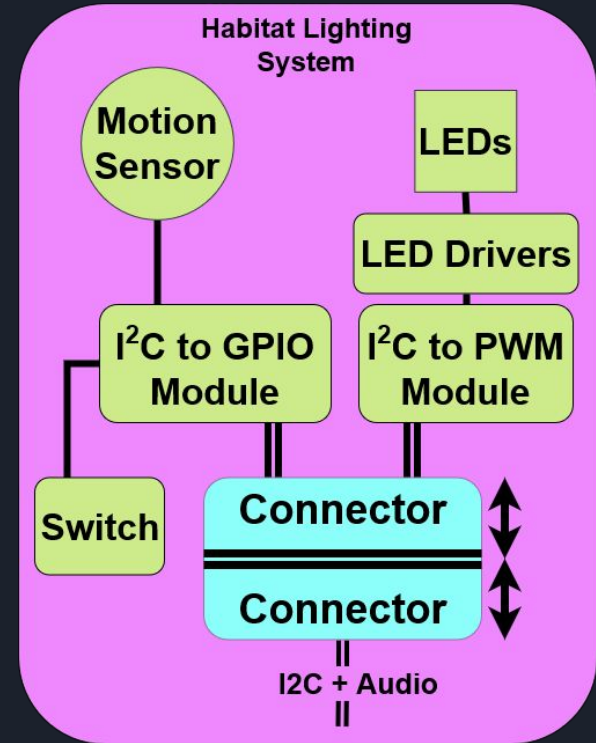 Habitat Lighting
System
Motion
Sensor
LEDs
LED Drivers
I²C to GPIO
Module
I²C to PWM
Module
Switch
Connector
Connector
I2C + Audio